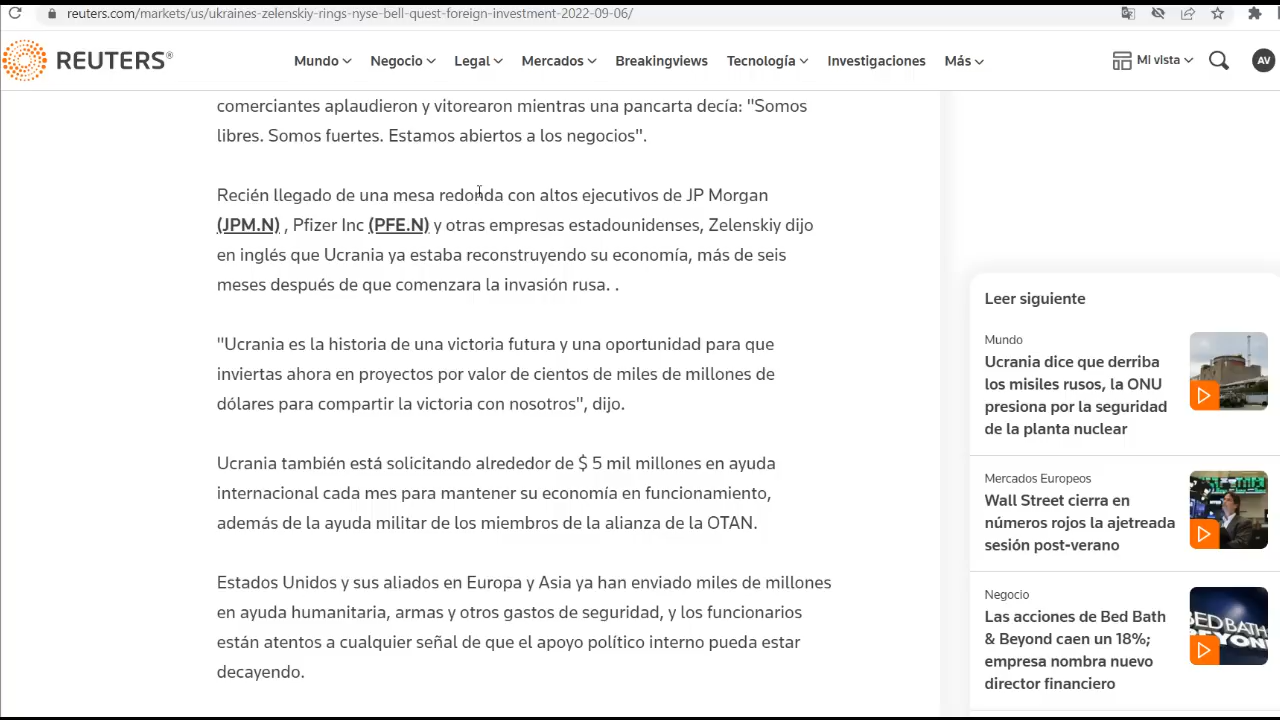 reuters.com/markets/us/ukraines-zelenskiy-rings-nyse-bell-quest-foreign-investment-2022-09-06/
REUTERS®
Mundo
Negocio
Legal
Mercados
Breakingviews
Tecnología
Investigaciones
Más
Mi vista
AV
comerciantes aplaudieron y vitorearon mientras una pancarta decía: "Somos
libres. Somos fuertes. Estamos abiertos a los negocios".
Recién llegado de una mesa redonda con altos ejecutivos de JP Morgan
(JPM.N) , Pfizer Inc (PFE.N) y otras empresas estadounidenses, Zelenskiy dijo
en inglés que Ucrania ya estaba reconstruyendo su economía, más de seis
meses después de que comenzara la invasión rusa. .
"Ucrania es la historia de una victoria futura y una oportunidad para que
inviertas ahora en proyectos por valor de cientos de miles de millones de
dólares para compartir la victoria con nosotros", dijo.
Ucrania también está solicitando alrededor de $ 5 mil millones en ayuda
internacional cada mes para mantener su economía en funcionamiento,
además de la ayuda militar de los miembros de la alianza de la OTAN.
Estados Unidos y sus aliados en Europa y Asia ya han enviado miles de millones
en ayuda humanitaria, armas y otros gastos de seguridad, y los funcionarios
están atentos a cualquier señal de que el apoyo político interno pueda estar
decayendo.
Leer siguiente
Mundo
Ucrania dice que derriba
los misiles rusos, la ONU
presiona por la seguridad
de la planta nuclear
Mercados Europeos
Wall Street cierra en
números rojos la ajetreada
sesión post-verano
Negocio
Las acciones de Bed Bath
& Beyond caen un 18%;
empresa nombra nuevo
director financiero
BED BATH
BEYON